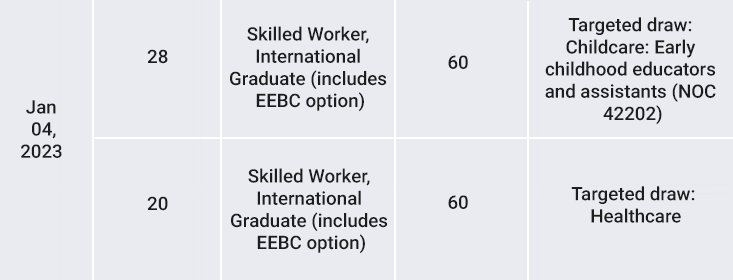 Jan
04,
2023
28
Skilled Worker,
International
Graduate (includes
EEBC option)
60
Targeted draw:
Childcare: Early
childhood educators
and assistants (NOC
42202)
20
Skilled Worker,
International
Graduate (includes
EEBC option)
60
Targeted draw:
Healthcare